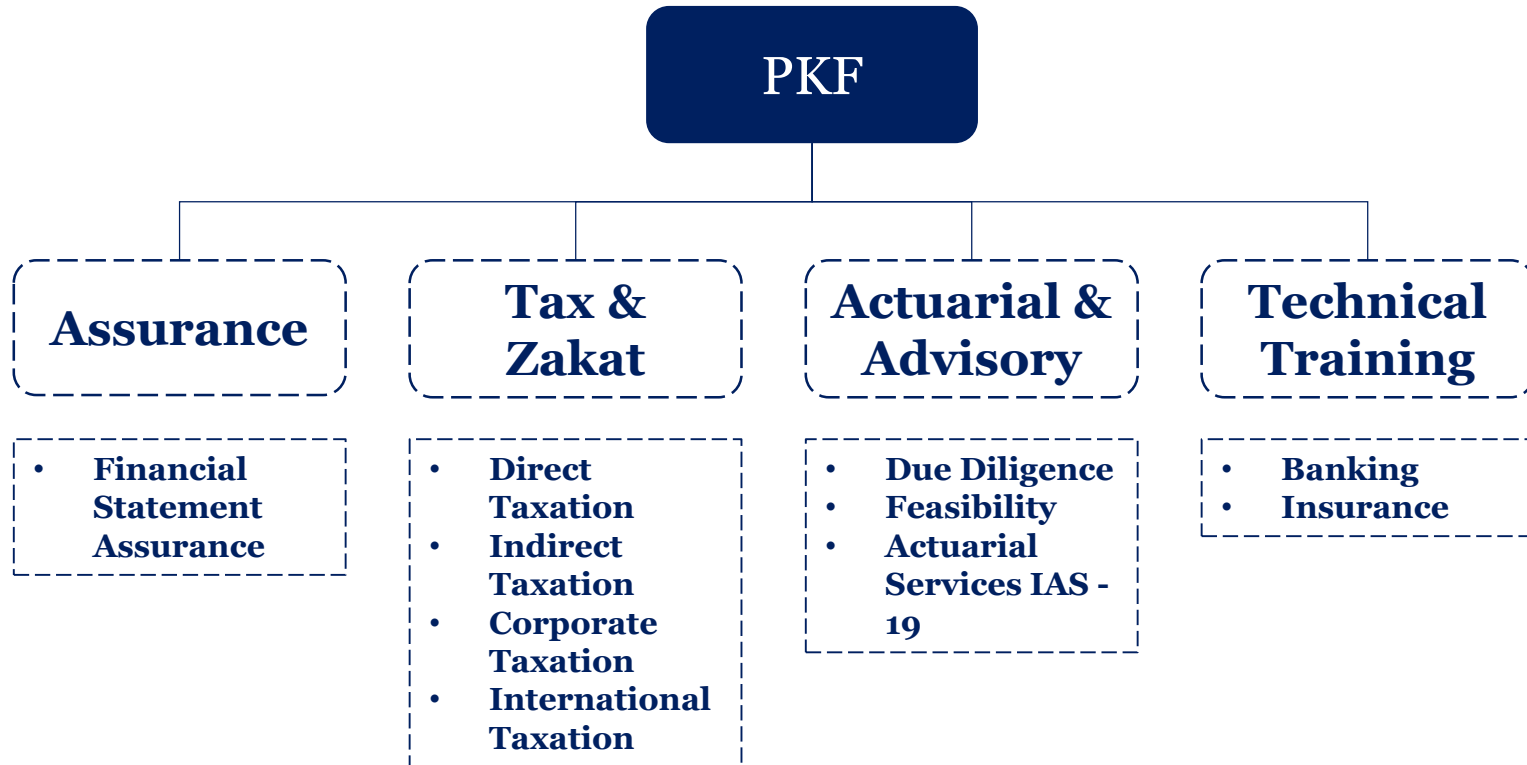 PKF
Assurance
Tax &
Zakat
Actuarial &
Advisory
Technical
Training
• Financial
Statement
Assurance
• Direct
Taxation
• Indirect
Taxation
• Corporate
Taxation
• International
Taxation
• Due Diligence
• Feasibility
• Actuarial
Services IAS -
19
• Banking
• Insurance